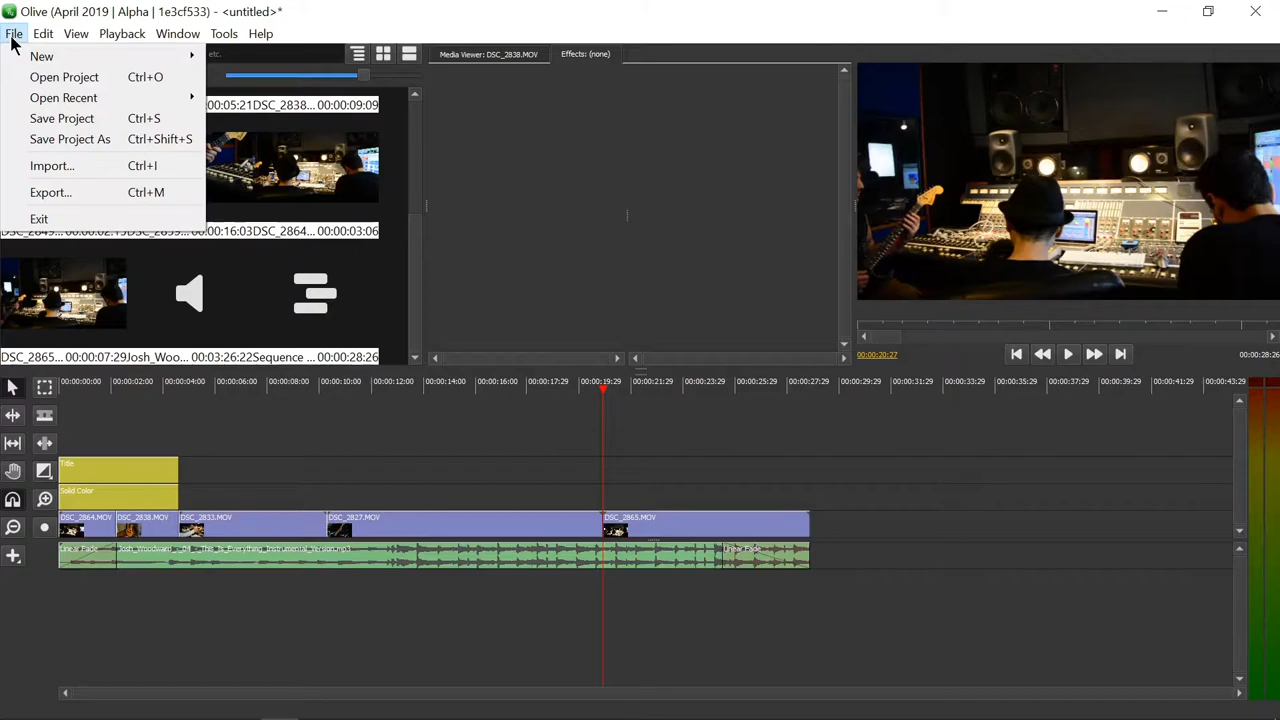 Olive (April 2019 | Alpha | 1e3cf533) - <untitled>*
File Edit View Playback Window Tools Help
New
Open Project Ctrl+O
Open Recent
Save Project Ctrl+S
Save Project As Ctrl+Shift+S
Import... Ctrl+I
Export... Ctrl+M
Exit
etc.
Media Viewer: DSC_2838.MOV Effects: (none)
00:05:21DSC_2838... 00:00:09:09
00:16:03DSC_2864... 00:00:03:06
DSC_2865... 00:00:07:29Josh_Woo... 00:03:26:22Sequence ... 00:00:28:26
00:00:20:27 00:00:28:26
00:00:00:00 00:00:02:00 00:00:04:00 00:00:06:00 00:00:08:00 00:00:10:00 00:00:12:00 00:00:14:00 00:00:16:00 00:00:17:29 00:00:19:29 00:00:21:29 00:00:23:29 00:00:25:29 00:00:27:29 00:00:29:29 00:00:31:29 00:00:33:29 00:00:35:29 00:00:37:29 00:00:39:29 00:00:41:29 00:00:43:29
Title
Solid Color
DSC_2864.MOV DSC_2838.MOV DSC_2833.MOV DSC_2827.MOV DSC_2865.MOV
Linear Fade Josh_Woodward_-_D4_-_This_Is_Everything_Instrumental_Version.mp3 Linear Fade